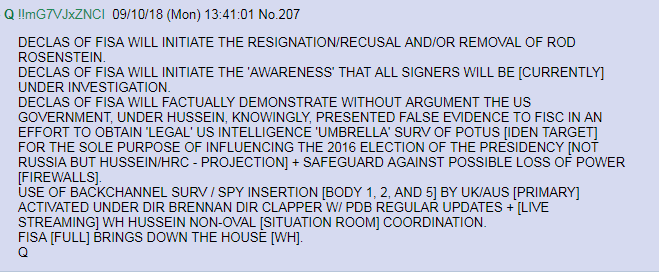 Q !!mG7VJxZNCI 09/10/18 (Mon) 13:41:01 No.207
DECLAS OF FISA WILL INITIATE THE RESIGNATION/RECUSAL AND/OR REMOVAL OF ROD
ROSENSTEIN.
DECLAS OF FISA WILL INITIATE THE 'AWARENESS' THAT ALL SIGNERS WILL BE [CURRENTLY]
UNDER INVESTIGATION.
DECLAS OF FISA WILL FACTUALLY DEMONSTRATE WITHOUT ARGUMENT THE US
GOVERNMENT, UNDER HUSSEIN, KNOWINGLY, PRESENTED FALSE EVIDENCE TO FISC IN AN
EFFORT TO OBTAIN 'LEGAL' US INTELLIGENCE 'UMBRELLA' SURV OF POTUS [IDEN TARGET]
FOR THE SOLE PURPOSE OF INFLUENCING THE 2016 ELECTION OF THE PRESIDENCY [NOT
RUSSIA BUT HUSSEIN/HRC - PROJECTION] + SAFEGUARD AGAINST POSSIBLE LOSS OF POWER
[FIREWALLS].
USE OF BACKCHANNEL SURV / SPY INSERTION [BODY 1, 2, AND 5] BY UK/AUS [PRIMARY]
ACTIVATED UNDER DIR BRENNAN DIR CLAPPER W/ PDB REGULAR UPDATES + [LIVE
STREAMING] WH HUSSEIN NON-OVAL [SITUATION ROOM] COORDINATION.
FISA [FULL] BRINGS DOWN THE HOUSE [WH].
Q